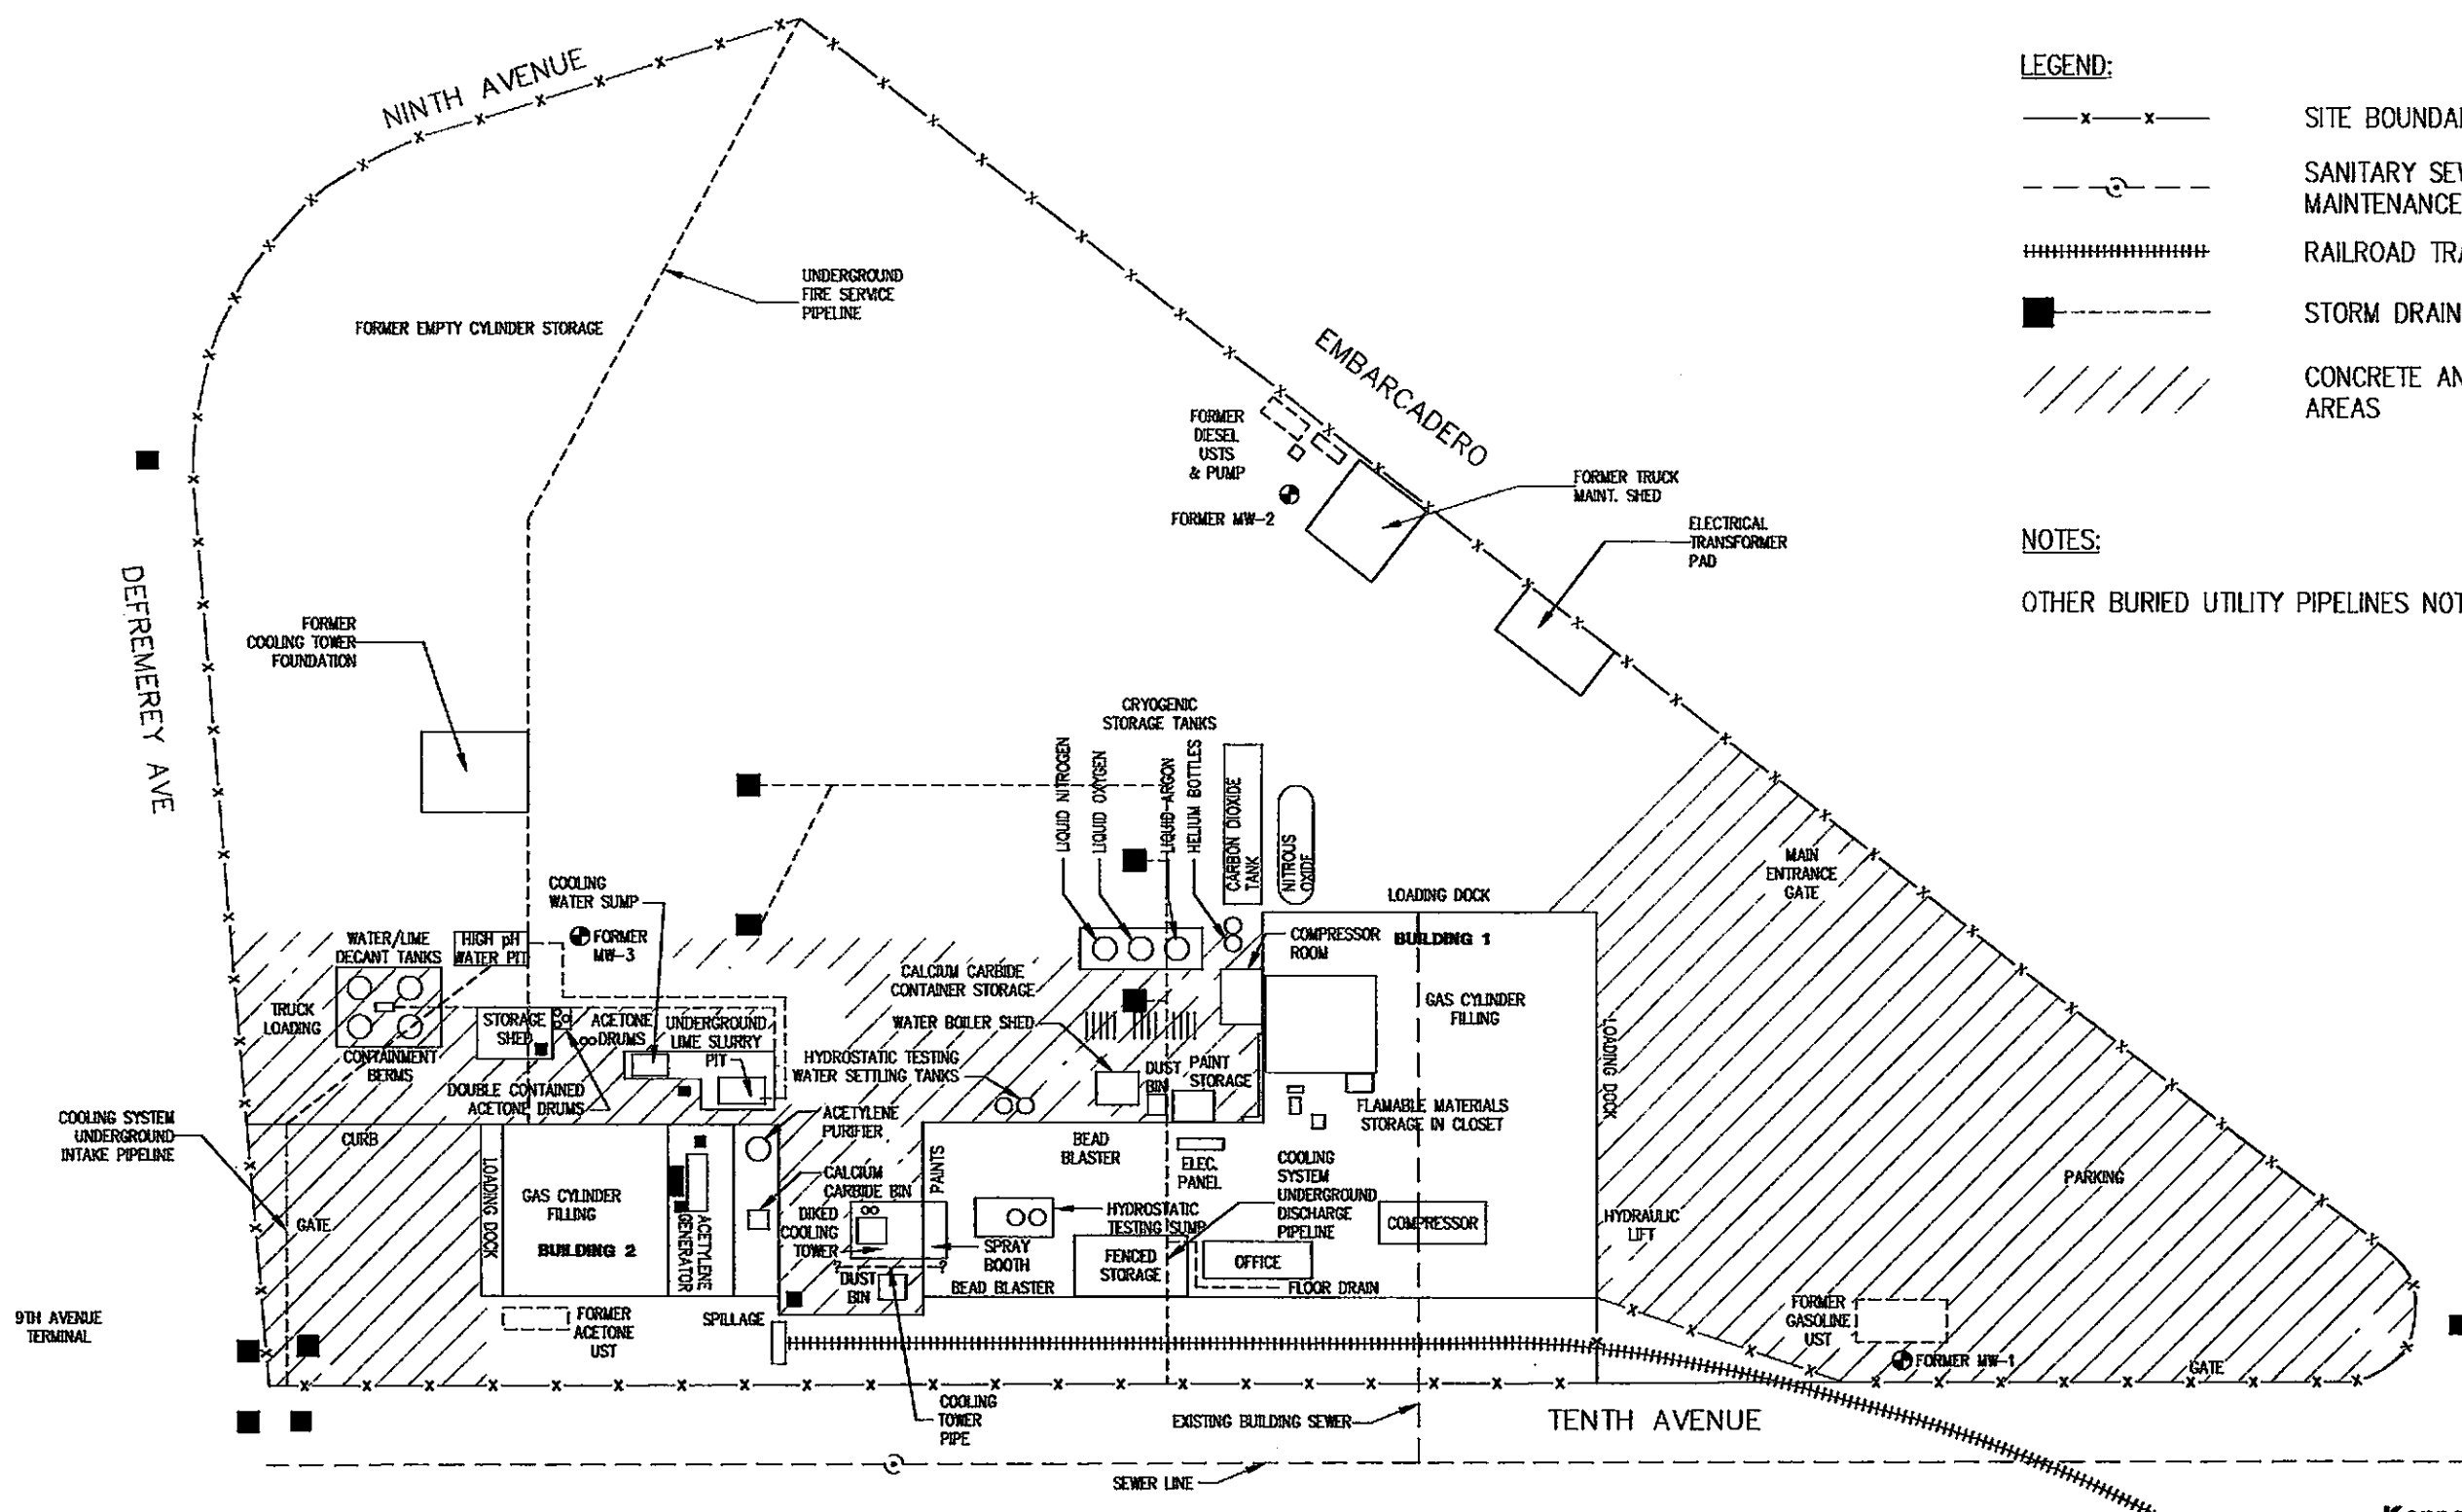 NINTH AVENUE
LEGEND:
SITE BOUNDA
SANITARY SE
MAINTENANCE
RAILROAD TRA
STORM DRAIN
CONCRETE AN
AREAS
NOTES:
OTHER BURIED UTILITY PIPELINES NOT
UNDERGROUND
FIRE SERVICE
PIPELINE
FORMER EMPTY CYLINDER STORAGE
EMBARCADERO
FORMER
DIESEL
USTS
& PUMP
FORMER MW-2
FORMER TRUCK
MAINT. SHED
ELECTRICAL
TRANSFORMER
PAD
DEFREMEREY AVE
FORMER
COOLING TOWER
FOUNDATION
CRYOGENIC
STORAGE TANKS
LIQUID NITROGEN
LIQUID OXYGEN
LIQUID ARGON
HELIUM BOTTLES
CARBON DIOXIDE
TANK
NITROUS
OXIDE
MAIN
ENTRANCE
GATE
LOADING DOCK
COOLING
WATER SUMP
WATER/LIME
DECANT TANKS
HIGH pH
WATER PIT
FORMER
MW-3
COMPRESSOR
ROOM
BUILDING 1
CALCIUM CARBIDE
CONTAINER STORAGE
GAS CYLINDER
FILLING
TRUCK
LOADING
STORAGE
SHED
ACETONE
DRUMS
UNDERGROUND
LIME SLURRY
PIT
WATER BOILER SHED
CONTAINMENT
BERMS
HYDROSTATIC TESTING
WATER SETTLING TANKS
DUST
BIN
PAINT
STORAGE
LOADING DOCK
DOUBLE CONTAINED
ACETONE DRUMS
FLAMABLE MATERIALS
STORAGE IN CLOSET
COOLING SYSTEM
UNDERGROUND
INTAKE PIPELINE
CURB
ACETYLENE
PURIFIER
BEAD
BLASTER
ELEC.
PANEL
COOLING
SYSTEM
UNDERGROUND
DISCHARGE
PIPELINE
LOADING DOCK
GAS CYLINDER
FILLING
BUILDING 2
ACETYLENE
GENERATOR
CALCIUM
CARBIDE BIN
PAINTS
PARKING
GATE
DIKED
COOLING
TOWER
HYDROSTATIC
TESTING SUMP
SPRAY
BOOTH
COMPRESSOR
HYDRAULIC
LIFT
FENCED
STORAGE
OFFICE
?
?
DUST
BIN
BEAD BLASTER
FLOOR DRAIN
9TH AVENUE
TERMINAL
FORMER
ACETONE
UST
SPILLAGE
FORMER
GASOLINE
UST
FORMER MW-1
GATE
COOLING
TOWER
PIPE
EXISTING BUILDING SEWER
TENTH AVENUE
SEWER LINE